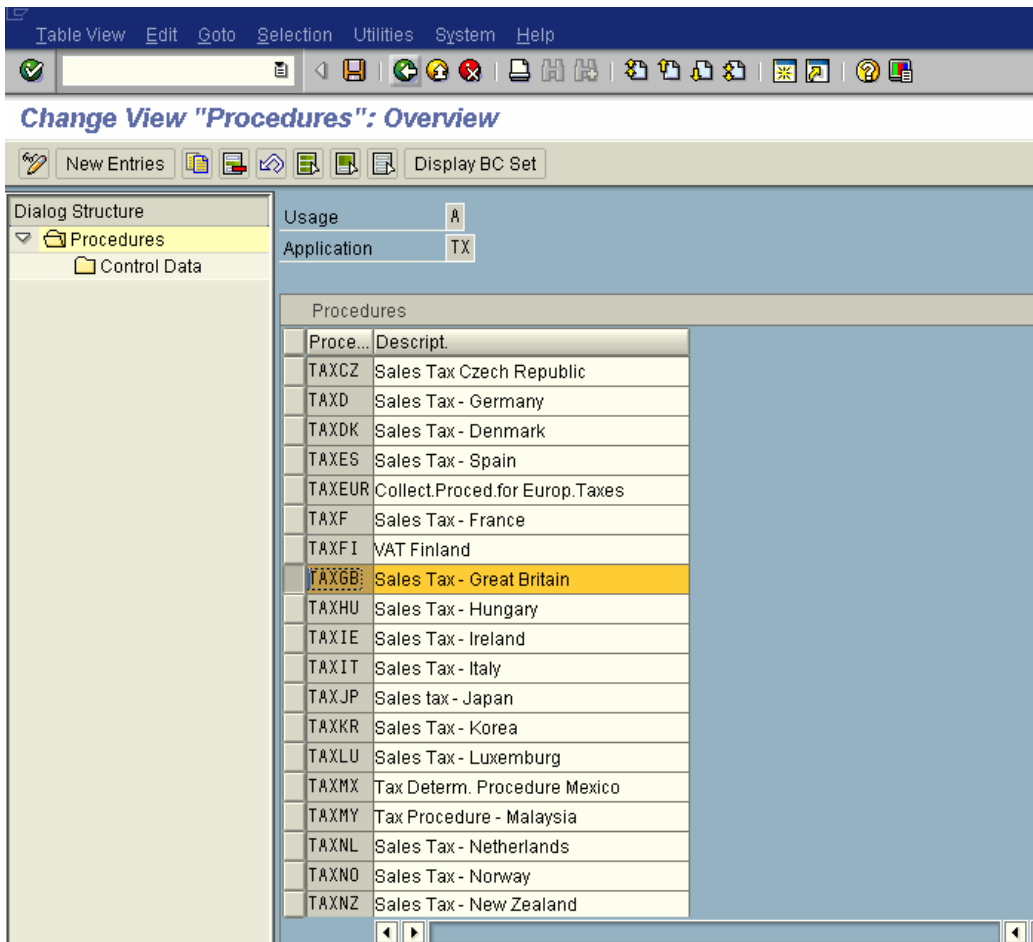 Table View Edit Goto Selection Utilities System Help
Change View "Procedures": Overview
New Entries Display BC Set
Dialog Structure
Procedures
Control Data
Usage A
Application TX
Procedures
Proce... Descript.
TAXCZ Sales Tax Czech Republic
TAXD Sales Tax - Germany
TAXDK Sales Tax - Denmark
TAXES Sales Tax - Spain
TAXEUR Collect.Proced.for Europ.Taxes
TAXF Sales Tax - France
TAXFI VAT Finland
TAXGB Sales Tax - Great Britain
TAXHU Sales Tax - Hungary
TAXIE Sales Tax - Ireland
TAXIT Sales Tax - Italy
TAXJP Sales tax - Japan
TAXKR Sales Tax - Korea
TAXLU Sales Tax - Luxemburg
TAXMX Tax Determ. Procedure Mexico
TAXMY Tax Procedure - Malaysia
TAXNL Sales Tax - Netherlands
TAXNO Sales Tax - Norway
TAXNZ Sales Tax - New Zealand